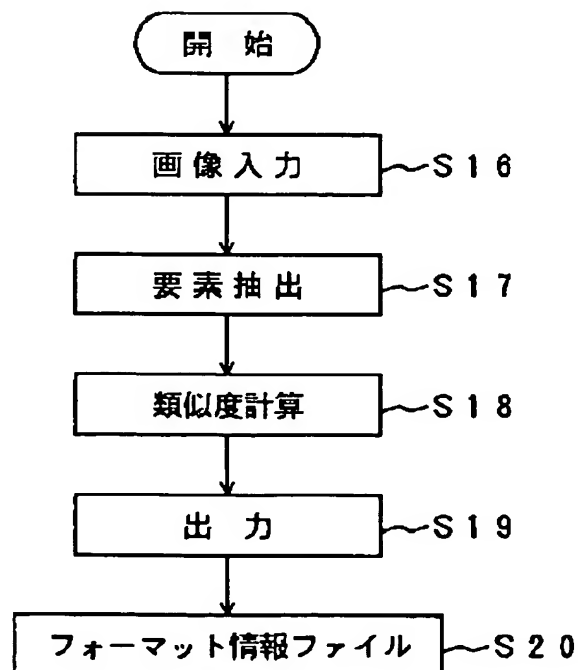 開始
画像入力 S16
要素抽出 S17
類似度計算 S18
出力 S19
フォーマット情報ファイル S20